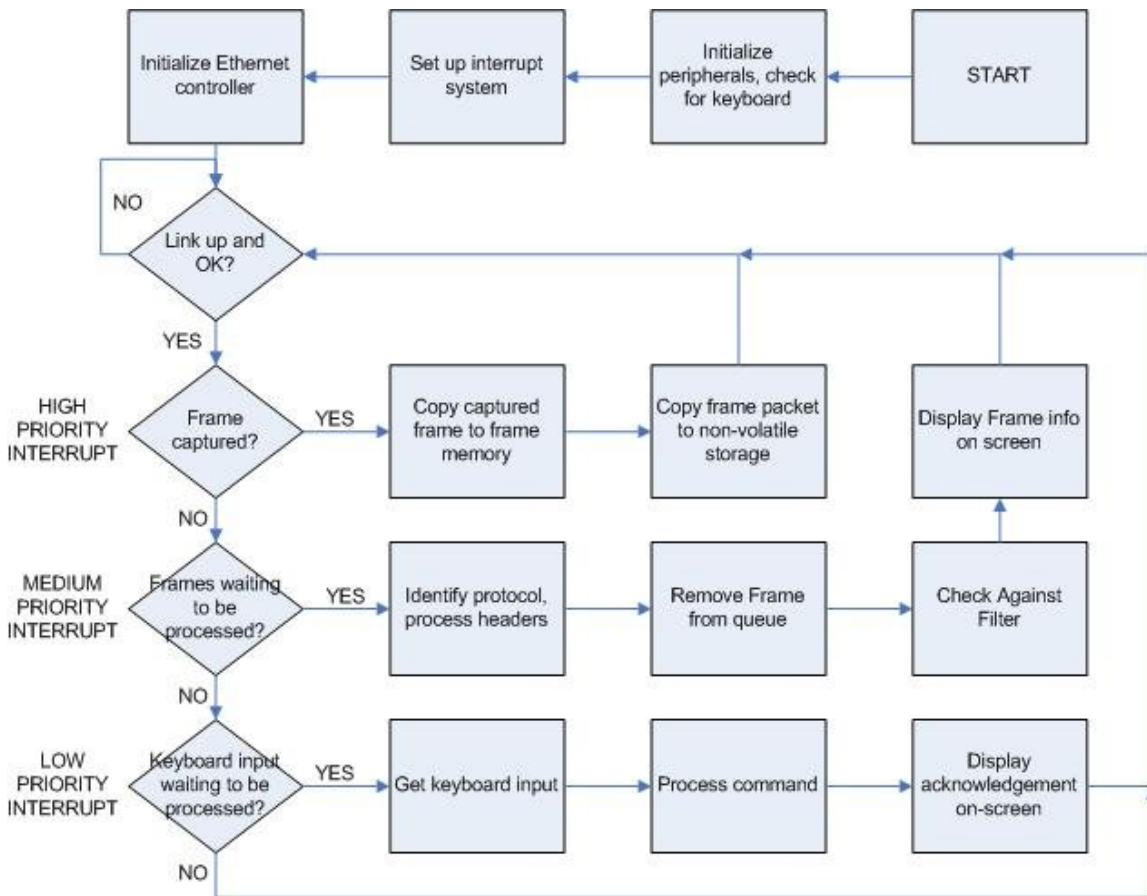 Initialize Ethernet
controller
Set up interrupt
system
Initialize
peripherals, check
for keyboard
START
NO
Link up and
OK?
YES
HIGH
PRIORITY
INTERRUPT
Frame
captured?
YES
Copy captured
frame to frame
memory
Copy frame packet
to non-volatile
storage
Display Frame info
on screen
NO
MEDIUM
PRIORITY
INTERRUPT
Frames waiting
to be
processed?
YES
Identify protocol,
process headers
Remove Frame
from queue
Check Against
Filter
NO
LOW
PRIORITY
INTERRUPT
Keyboard input
waiting to be
processed?
YES
Get keyboard input
Process command
Display
acknowledgement
on-screen
NO